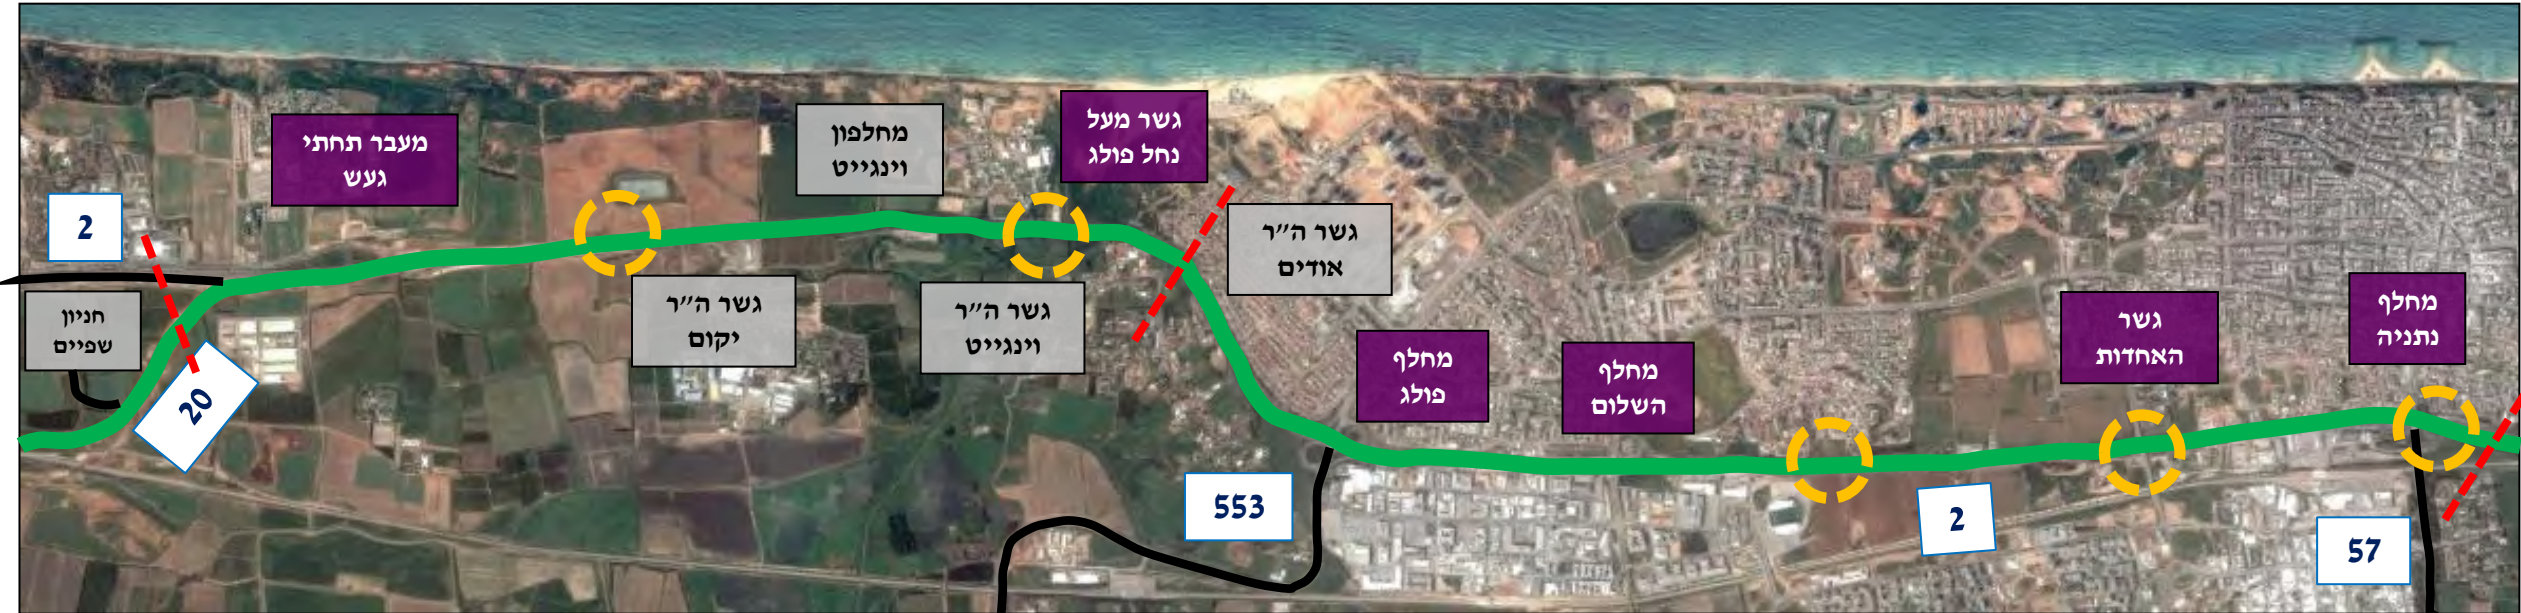 מעבר תחתי
געש
2
חניון
שפיים
20
גשר ה״ר
יקום
מחלפון
וינגייט
גשר ה״ר
וינגייט
גשר מעל
נחל פולג
גשר ה״ר
אודים
553
מחלף
פולג
מחלף
השלום
2
גשר
האחדות
מחלף
נתניה
57